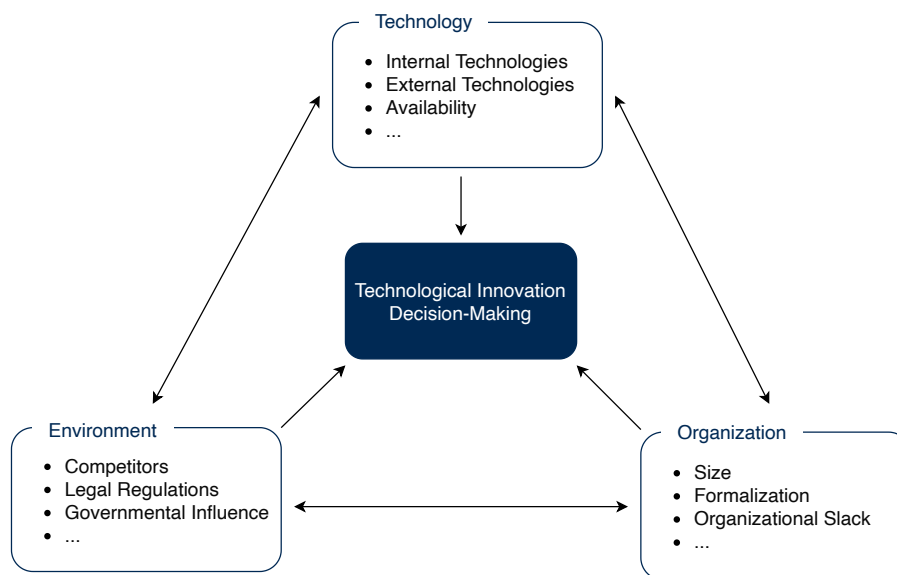 Technology
• Internal Technologies
• External Technologies
• Availability
• ...
Technological Innovation
Decision-Making
Environment
• Competitors
• Legal Regulations
• Governmental Influence
• ...
Organization
• Size
• Formalization
• Organizational Slack
• ...